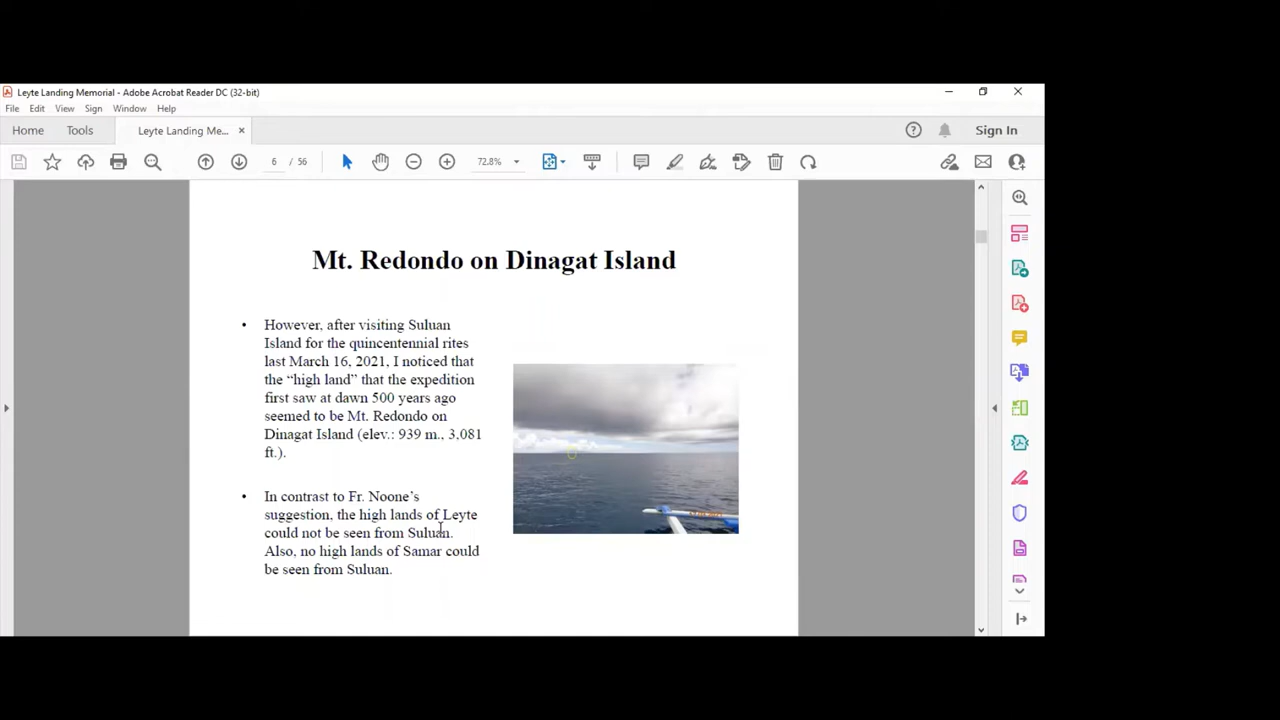 Leyte Landing Memorial - Adobe Acrobat Reader DC (32-bit)
File Edit View Sign Window Help
Home Tools Leyte Landing Me... × Sign In
6 / 56 72.8%
Mt. Redondo on Dinagat Island
• However, after visiting Suluan
Island for the quincentennial rites
last March 16, 2021, I noticed that
the “high land” that the expedition
first saw at dawn 500 years ago
seemed to be Mt. Redondo on
Dinagat Island (elev.: 939 m., 3,081
ft.).
• In contrast to Fr. Noone’s
suggestion, the high lands of Leyte
could not be seen from Suluan.
Also, no high lands of Samar could
be seen from Suluan.